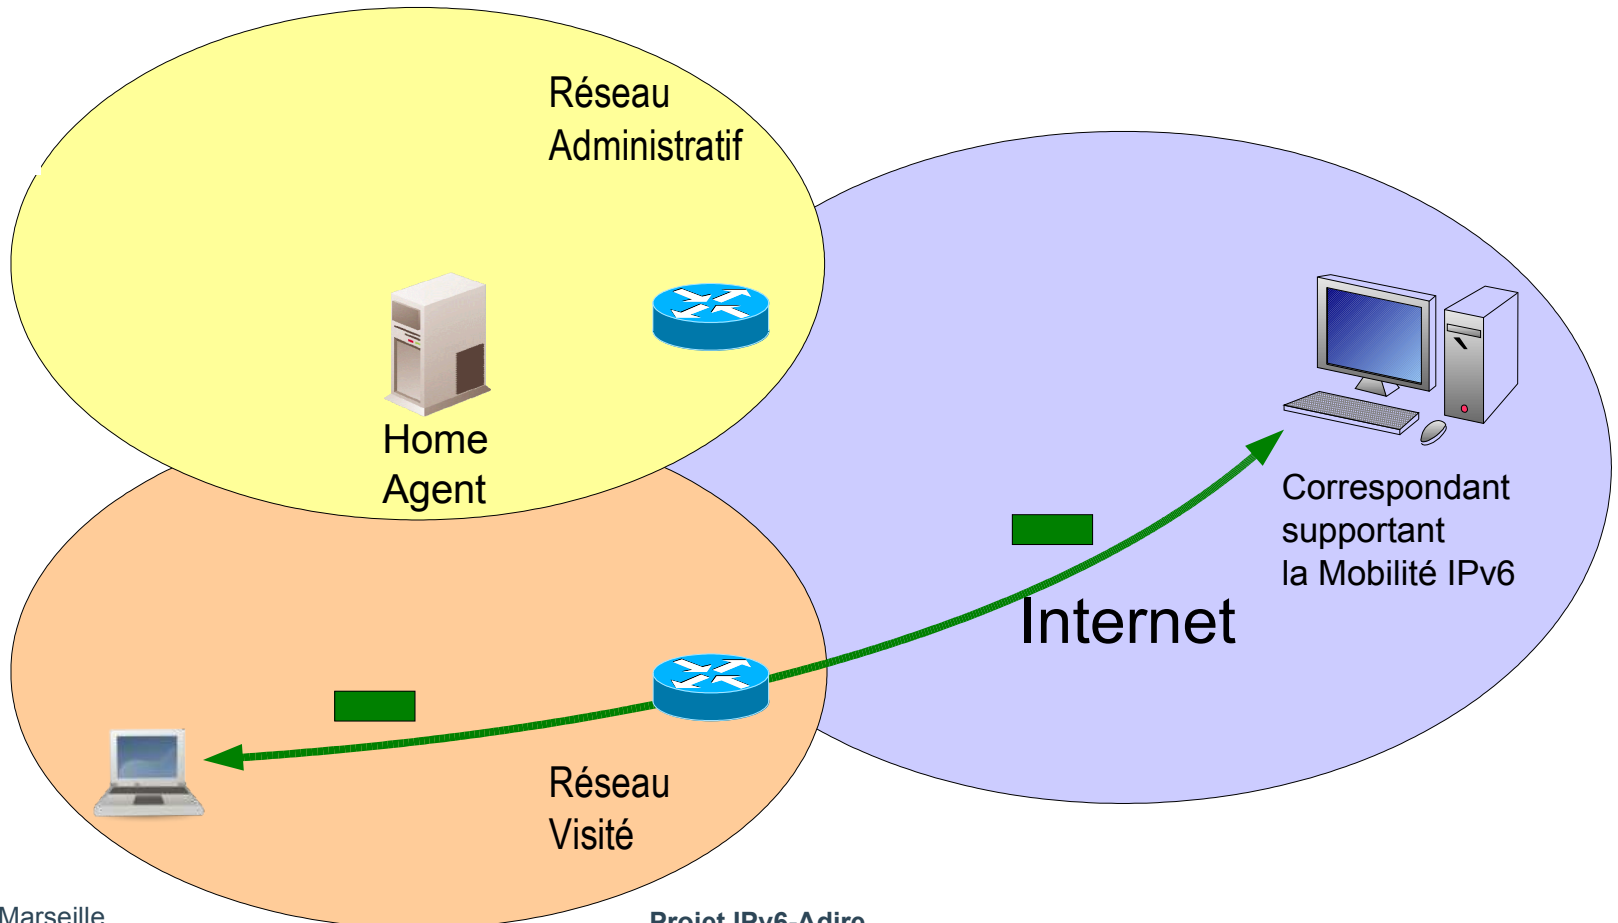 Réseau
Administratif
Home
Agent
Correspondant
supportant
la Mobilité IPv6
Internet
Réseau
Visité
Marseille
Projet IPv6-Adire